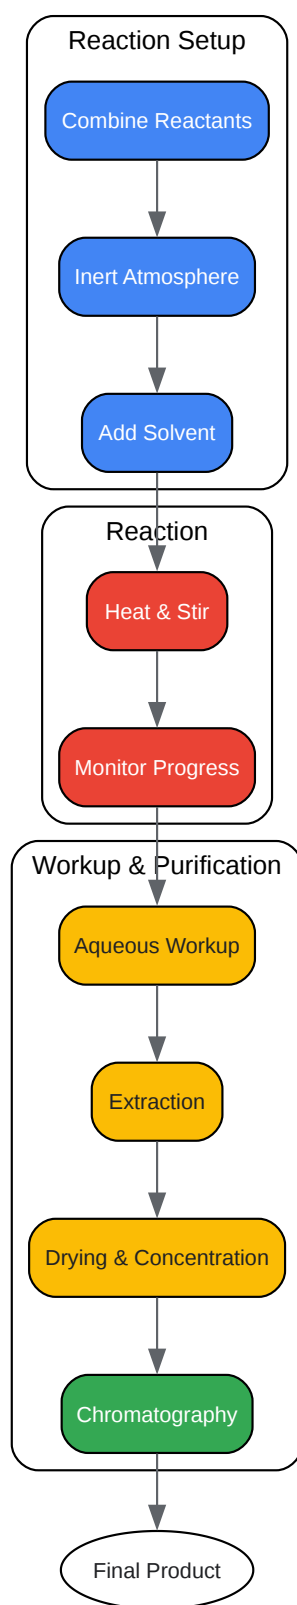 Reaction Setup
Combine Reactants
Inert Atmosphere
Add Solvent
Reaction
Heat & Stir
Monitor Progress
Workup & Purification
Aqueous Workup
Extraction
Drying & Concentration
Chromatography
Final Product